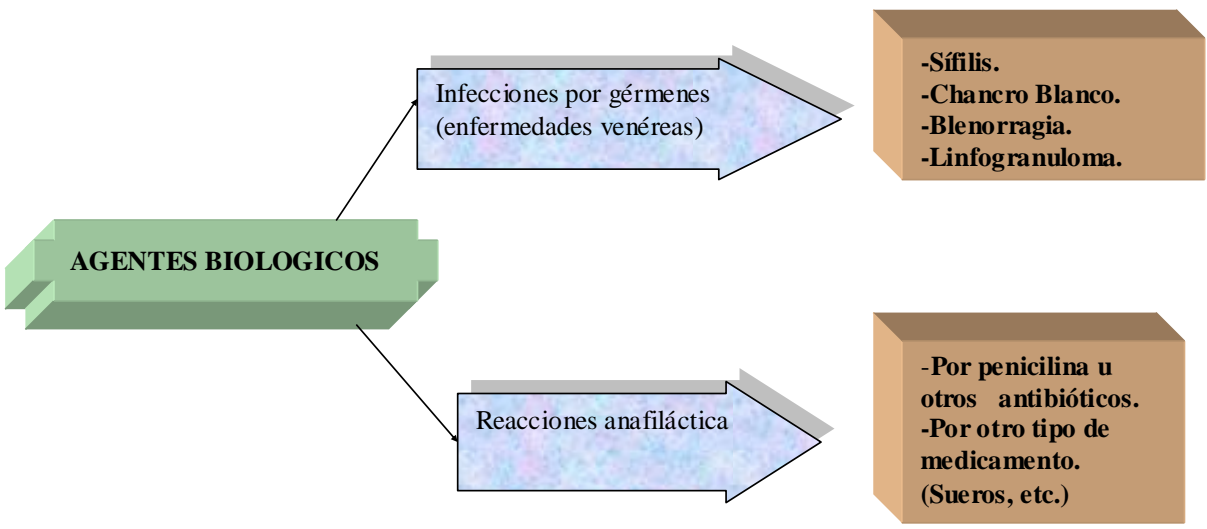 Infecciones por gérmenes
(enfermedades venéreas)
-Sífilis.
-Chancro Blanco.
-Blenorragia.
-Linfogranuloma.
AGENTES BIOLOGICOS
Reacciones anafiláctica
-Por penicilina u
otros antibióticos.
-Por otro tipo de
medicamento.
(Sueros, etc.)